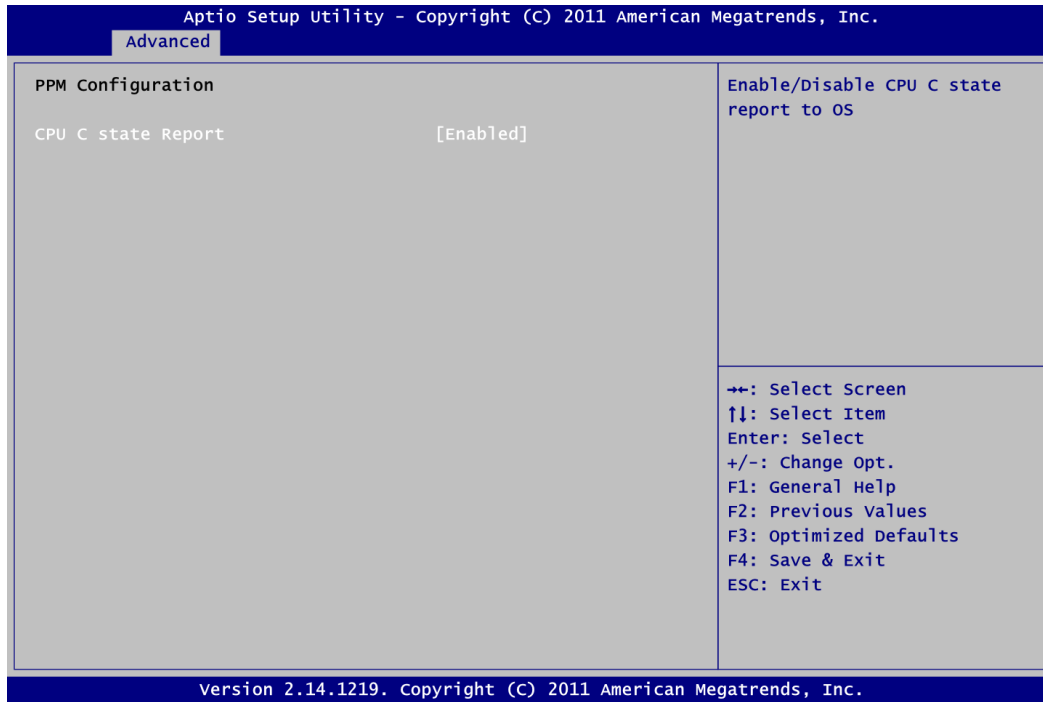 Aptio Setup Utility - Copyright (C) 2011 American Megatrends, Inc.
Advanced
PPM Configuration
CPU C state Report [Enabled]
Enable/Disable CPU C state
report to OS
→←: Select Screen
↑↓: Select Item
Enter: Select
+/-: Change Opt.
F1: General Help
F2: Previous Values
F3: Optimized Defaults
F4: Save & Exit
ESC: Exit
Version 2.14.1219. Copyright (C) 2011 American Megatrends, Inc.